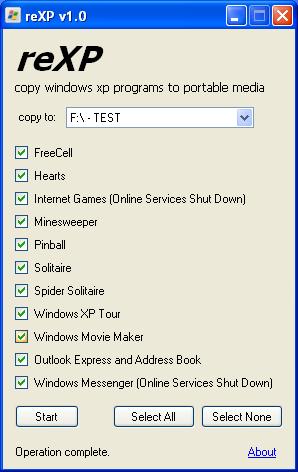 reXP v1.0
reXP
copy windows xp programs to portable media
copy to: F:\ - TEST
FreeCell
Hearts
Internet Games (Online Services Shut Down)
Minesweeper
Pinball
Solitaire
Spider Solitaire
Windows XP Tour
Windows Movie Maker
Outlook Express and Address Book
Windows Messenger (Online Services Shut Down)
Start Select All Select None
Operation complete. About